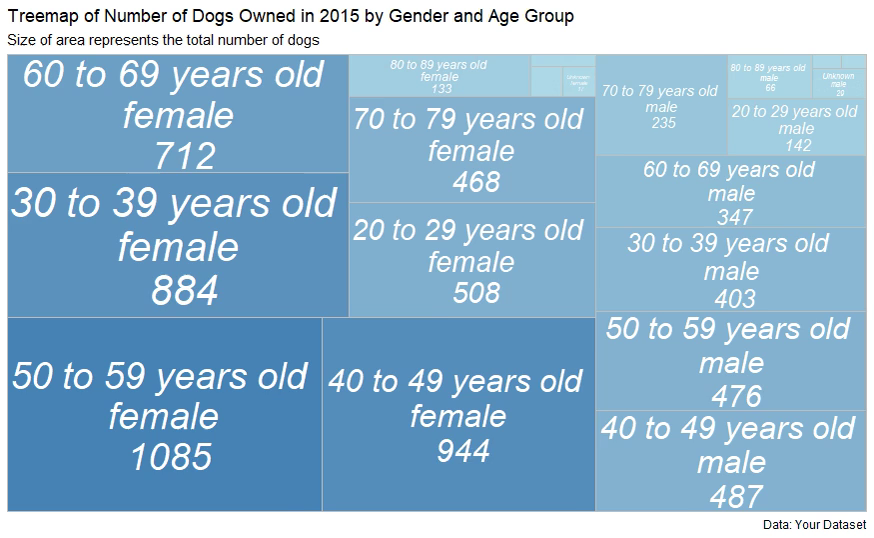 Treemap of Number of Dogs Owned in 2015 by Gender and Age Group
Size of area represents the total number of dogs
60 to 69 years old
female
712
30 to 39 years old
female
884
50 to 59 years old
female
1085
40 to 49 years old
female
944
80 to 89 years old
female
133
Unknown
female
70 to 79 years old
female
468
20 to 29 years old
female
508
70 to 79 years old
male
235
80 to 89 years old
male
66
Unknown
male
29
20 to 29 years old
male
142
60 to 69 years old
male
347
30 to 39 years old
male
403
50 to 59 years old
male
476
40 to 49 years old
male
487
Data: Your Dataset